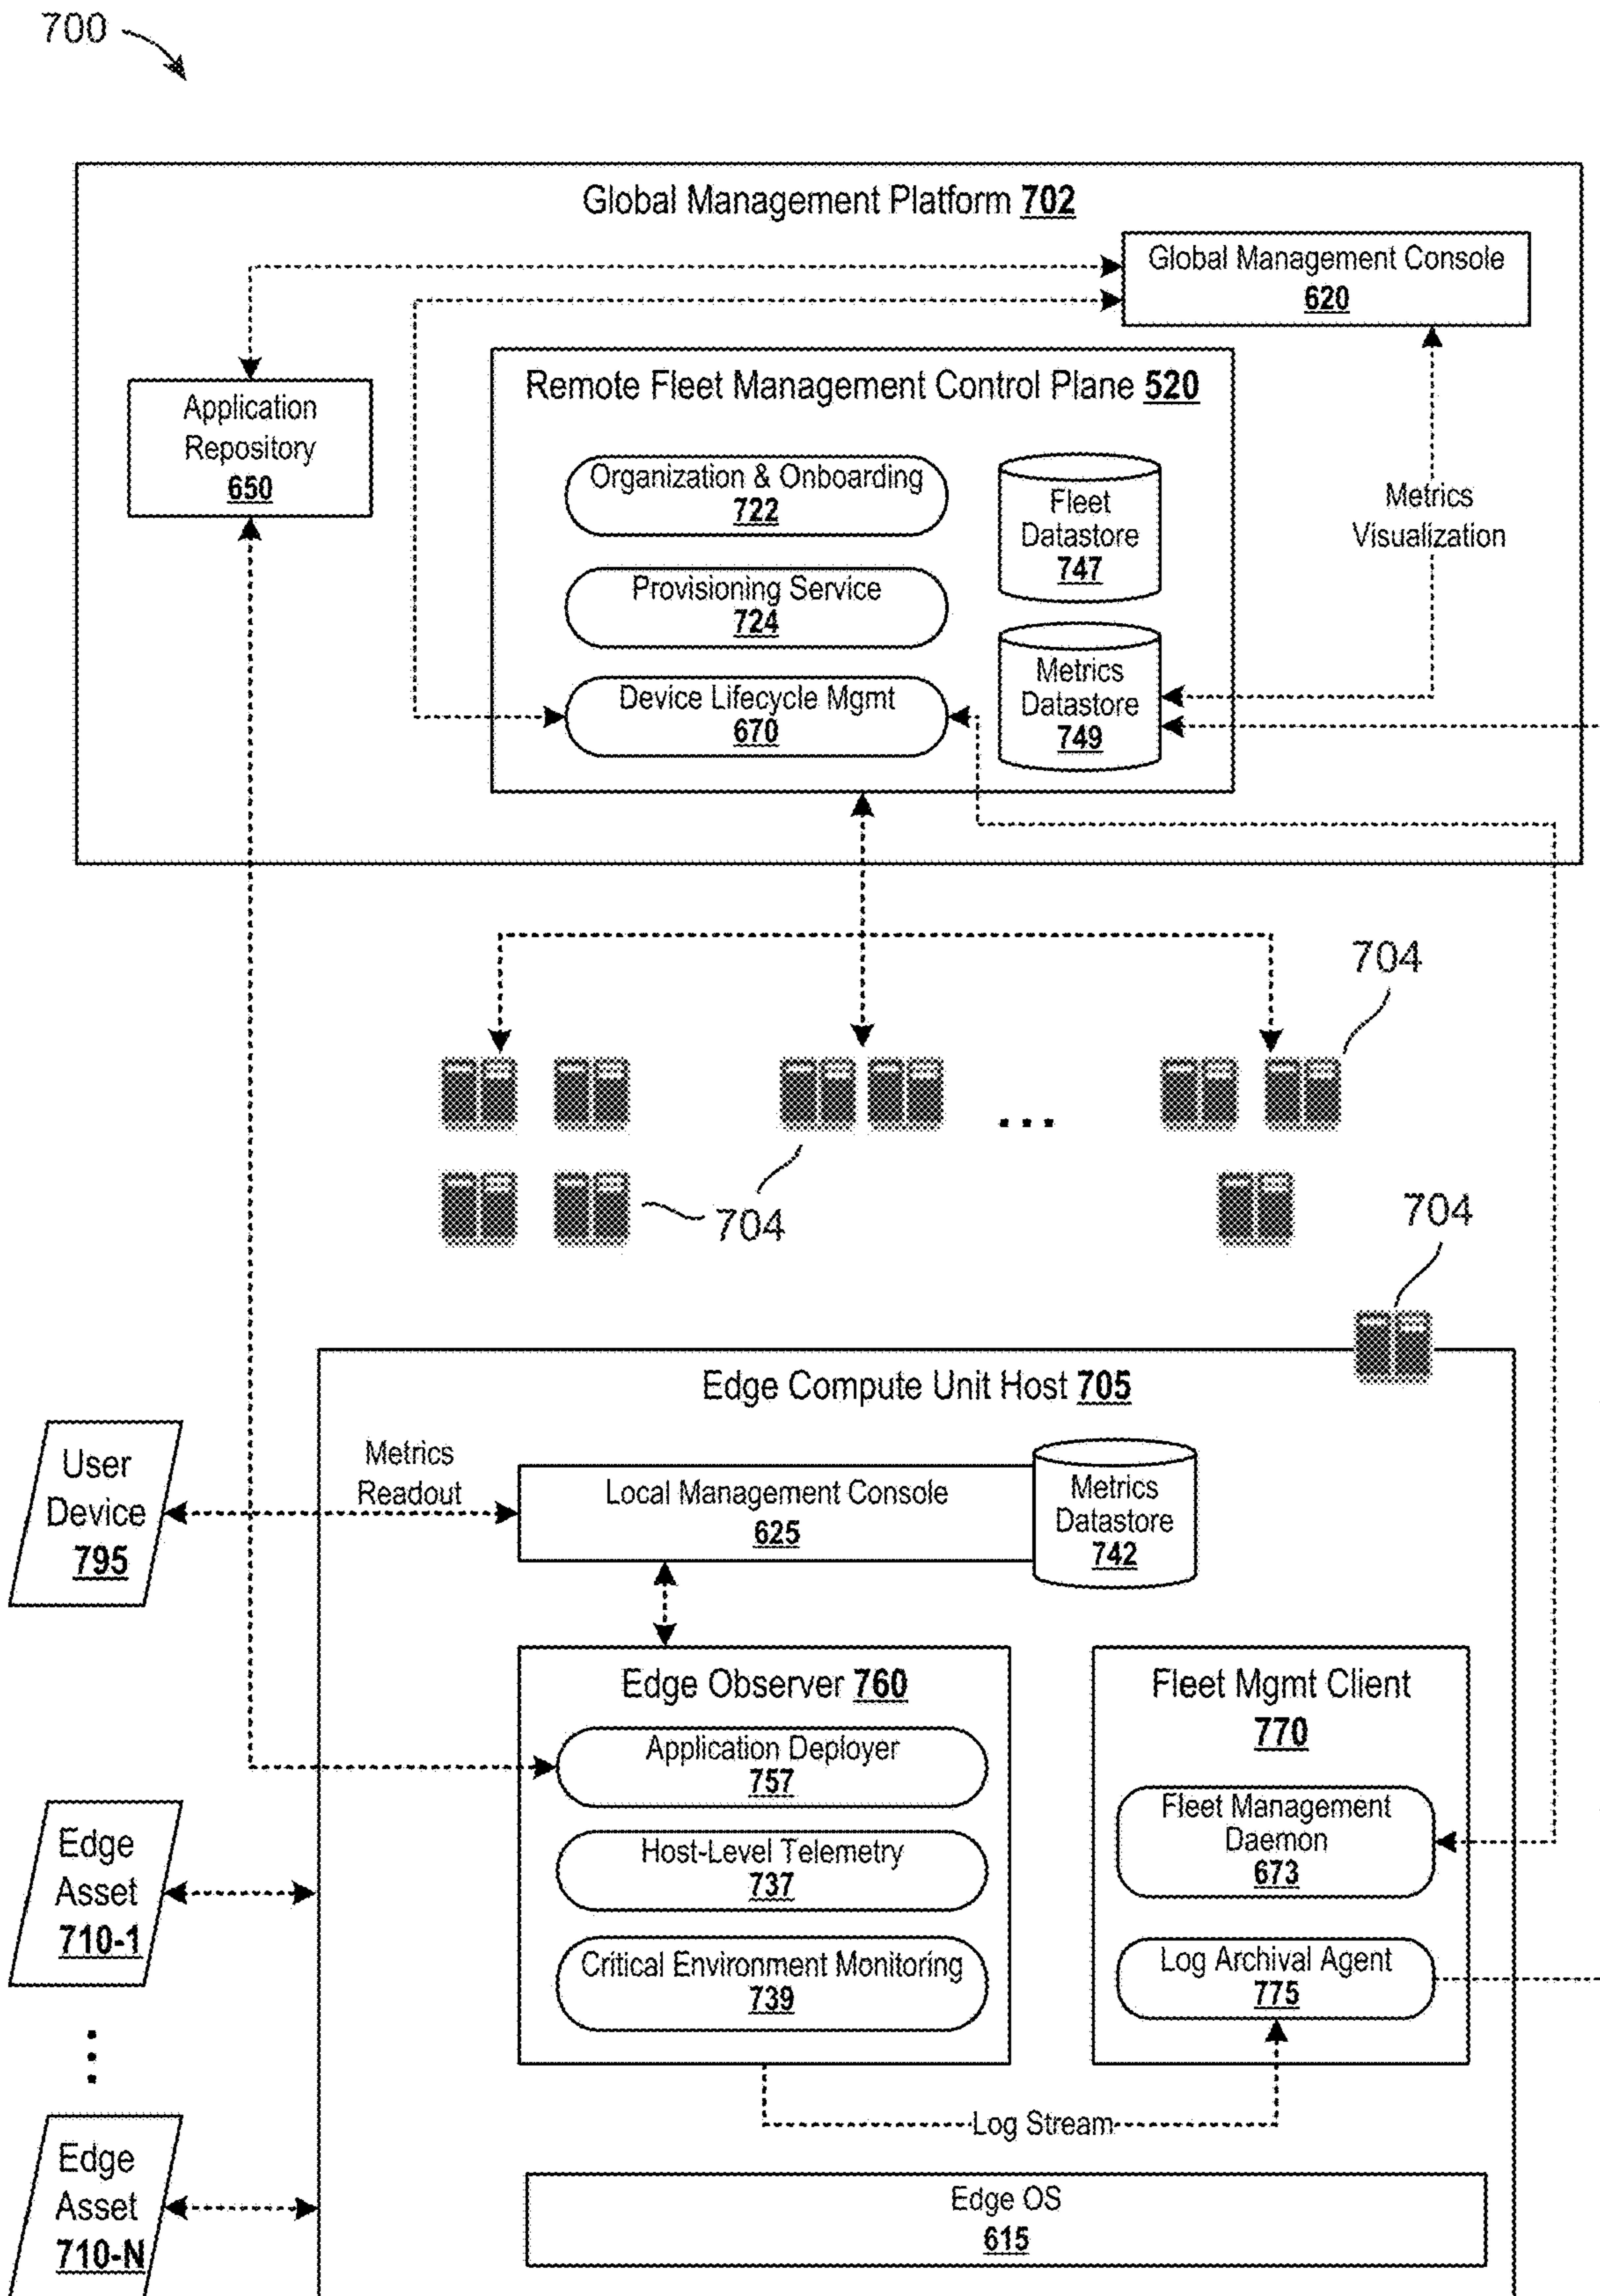 700
Global Management Platform 702
Global Management Console
620
Application
Repository
650
Remote Fleet Management Control Plane 520
Organization & Onboarding
722
Provisioning Service
724
Device Lifecycle Mgmt
670
Fleet
Datastore
747
Metrics
Datastore
749
Metrics
Visualization
704
704
704
Edge Compute Unit Host 705
User
Device
795
Metrics
Readout
Local Management Console
625
Metrics
Datastore
742
Edge Observer 760
Application Deployer
757
Host-Level Telemetry
737
Critical Environment Monitoring
739
Fleet Mgmt Client
770
Fleet Management
Daemon
673
Log Archival Agent
775
Edge
Asset
710-1
Log Stream
Edge
Asset
710-N
Edge OS
615